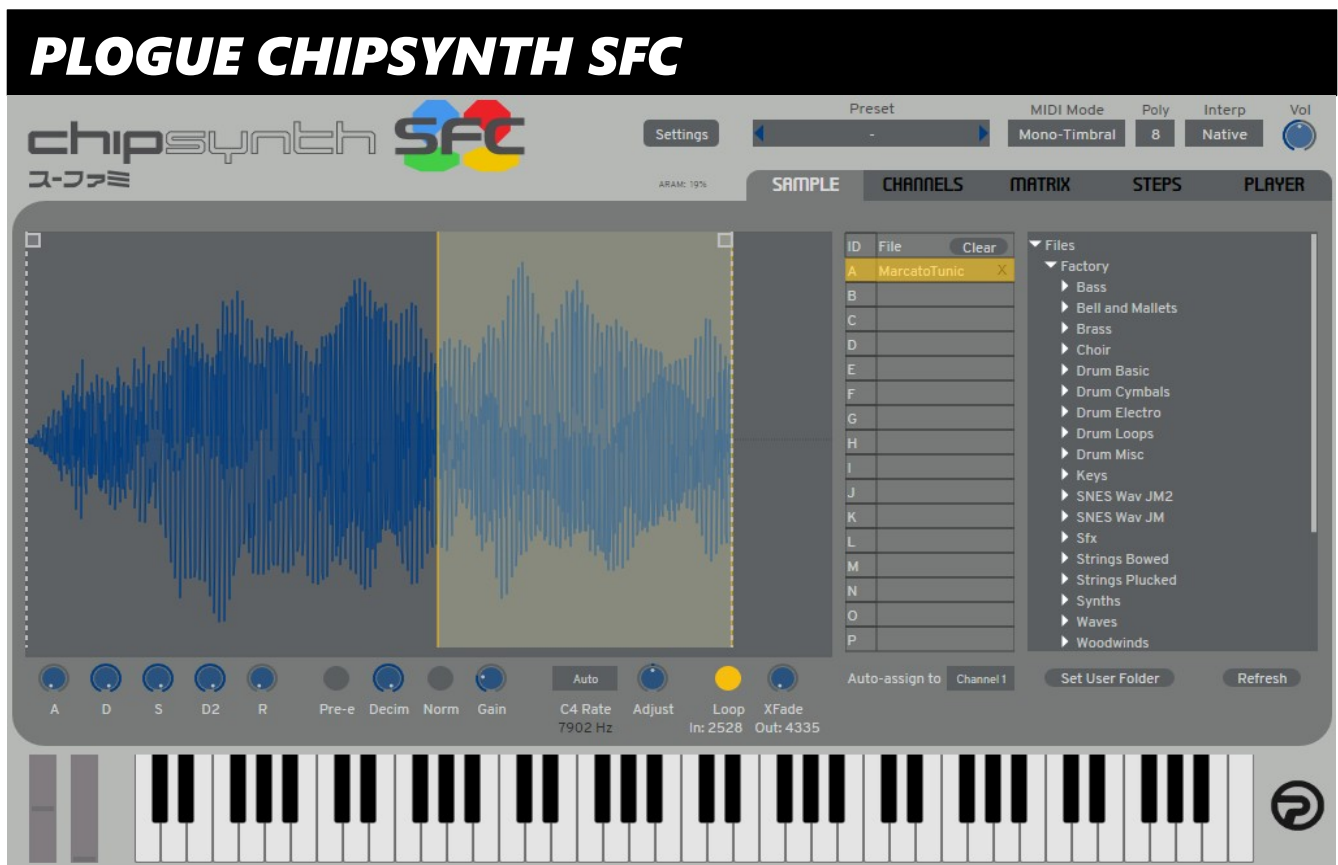 PLOGUE CHIPSYNTH SFC
chipsynth SFC
スーファミ
Settings
Preset
-
MIDI Mode
Mono-Timbral
Poly
8
Interp
Native
Vol
ARAM: 19%
SAMPLE
CHANNELS
MATRIX
STEPS
PLAYER
ID File Clear
A MarcatoTunic X
B
C
D
E
F
G
H
I
J
K
L
M
N
O
P
Files
Factory
Bass
Bell and Mallets
Brass
Choir
Drum Basic
Drum Cymbals
Drum Electro
Drum Loops
Drum Misc
Keys
SNES Wav JM2
SNES Wav JM
Sfx
Strings Bowed
Strings Plucked
Synths
Waves
Woodwinds
A D S D2 R Pre-e Decim Norm Gain
Auto
C4 Rate
7902 Hz
Adjust
Loop
In: 2528
XFade
Out: 4335
Auto-assign to Channel 1
Set User Folder
Refresh